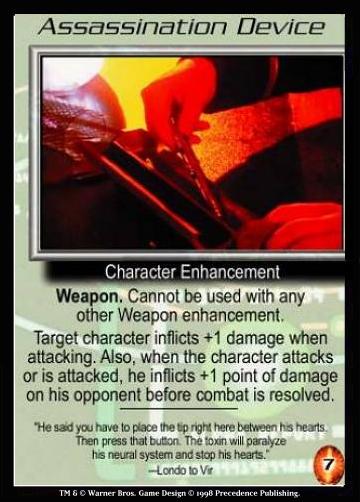 Assassination Device
Character Enhancement
Weapon. Cannot be used with any
other Weapon enhancement.
Target character inflicts +1 damage when
attacking. Also, when the character attacks
or is attacked, he inflicts +1 point of damage
on his opponent before combat is resolved.
"He said you have to place the tip right here between his hearts.
Then press that button. The toxin will paralyze
his neural system and stop his hearts."
—Londo to Vir
7
TM & © Warner Bros. Game Design © 1998 Precedence Publishing.